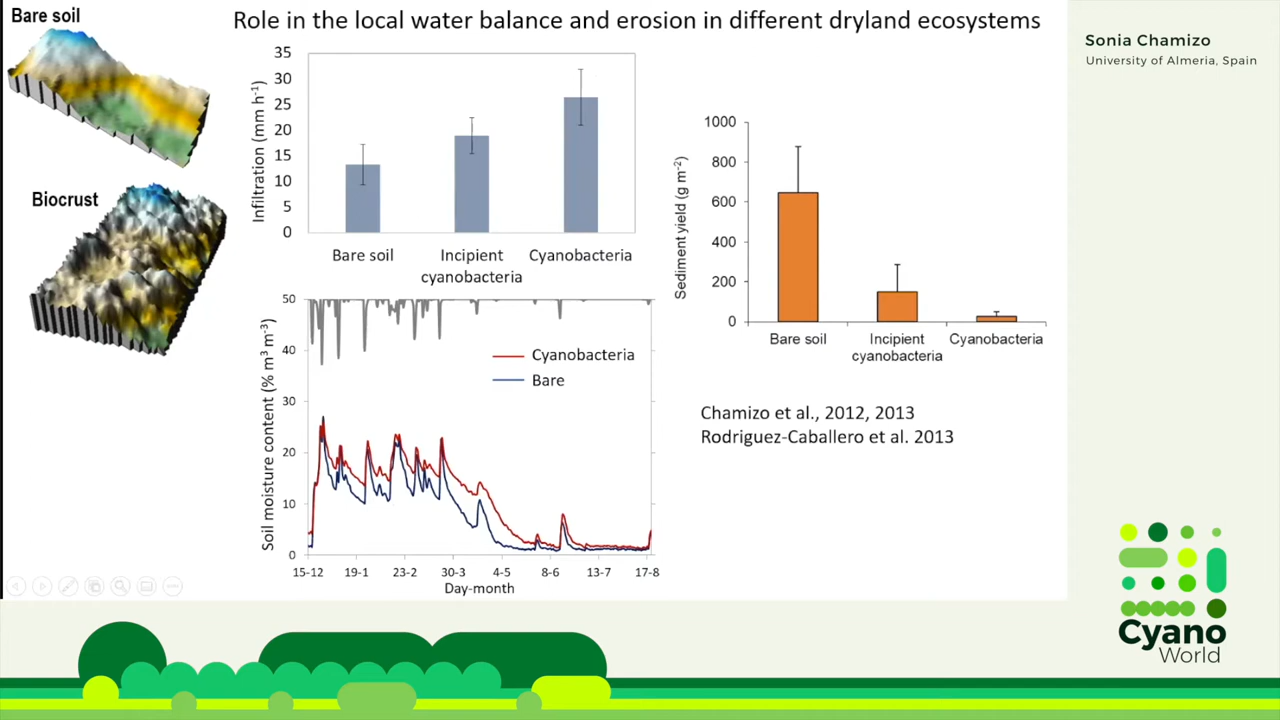 Bare soil
Role in the local water balance and erosion in different dryland ecosystems
Sonia Chamizo
University of Almeria, Spain
Biocrust
Infiltration (mm h-1)
35
30
25
20
15
10
5
0
Bare soil
Incipient
cyanobacteria
Cyanobacteria
Sediment yield (g m-2)
1000
800
600
400
200
0
Bare soil
Incipient
cyanobacteria
Cyanobacteria
Soil moisture content (% m3 m-3)
50
40
30
20
10
0
Cyanobacteria
Bare
15-12 19-1 23-2 30-3 4-5 8-6 13-7 17-8
Day-month
Chamizo et al., 2012, 2013
Rodriguez-Caballero et al. 2013
Cyano
World